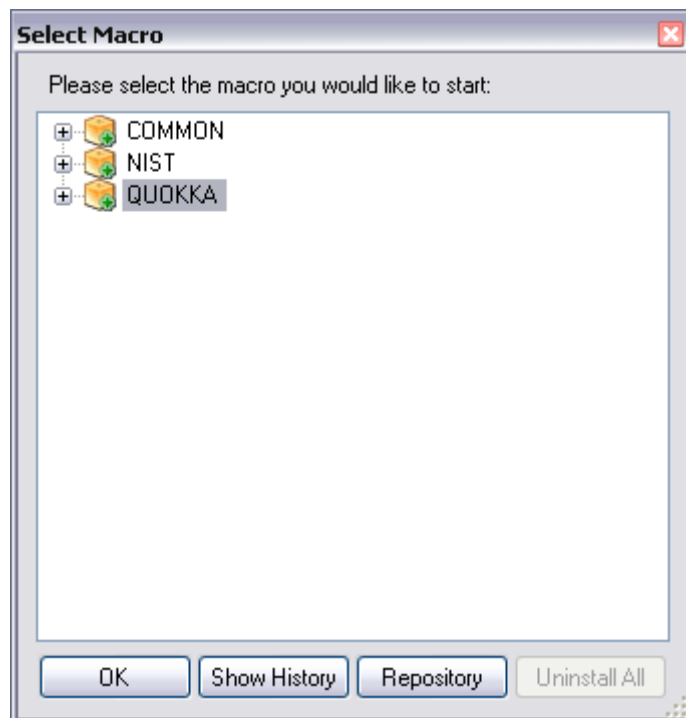 Select Macro
Please select the macro you would like to start:
COMMON
NIST
QUOKKA
OK Show History Repository Uninstall All